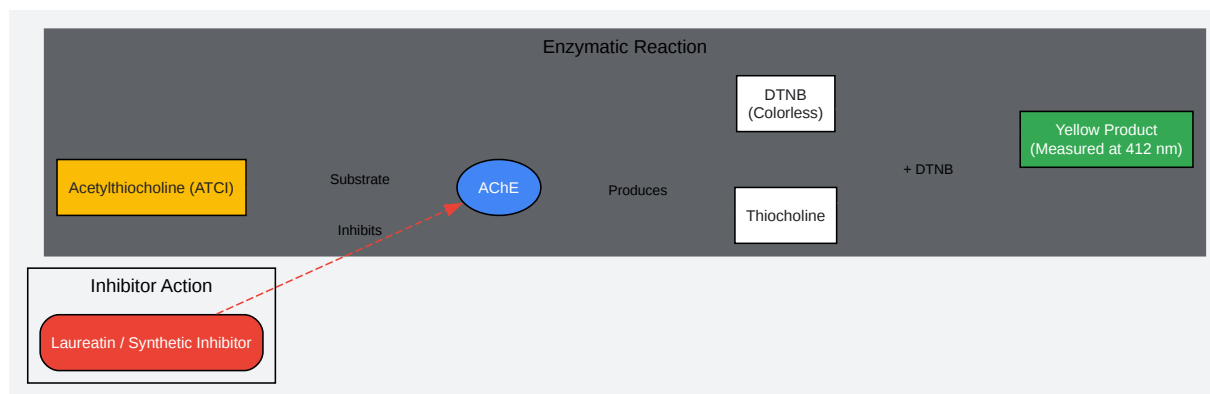 Enzymatic Reaction
DTNB
(Colorless)
Yellow Product
(Measured at 412 nm)
+ DTNB
Acetylthiocholine (ATCI)
Substrate
AChE
Produces
Thiocholine
Inhibits
Inhibitor Action
Laureatin / Synthetic Inhibitor